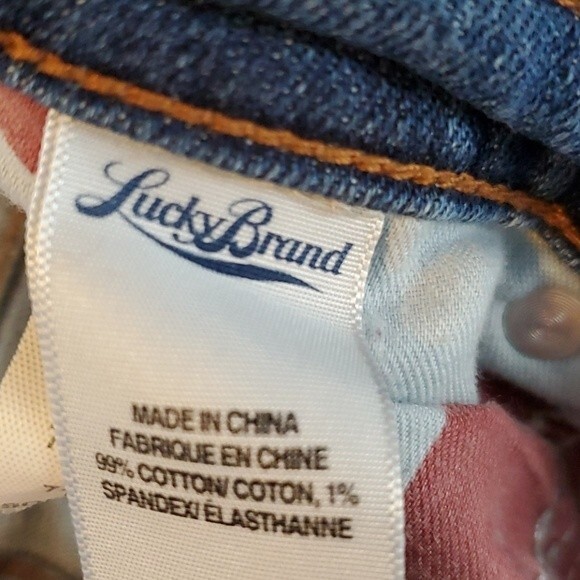 Lucky Brand
MADE IN CHINA
FABRIQUE EN CHINE
99% COTTON/ COTON, 1%
SPANDEX/ ÉLASTHANNE